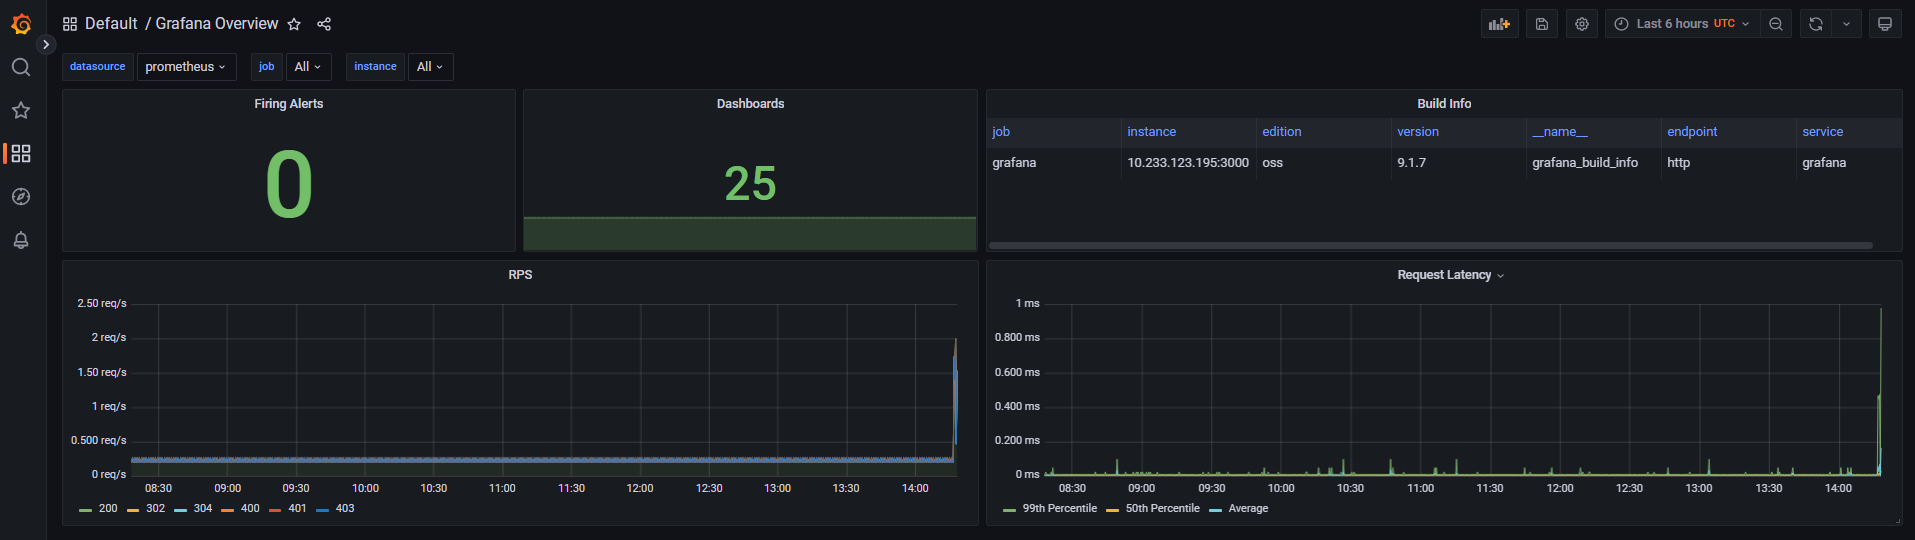 Default / Grafana Overview
Last 6 hours UTC
datasource prometheus job All instance All
Firing Alerts
0
Dashboards
25
Build Info
job instance edition version __name__ endpoint service
grafana 10.233.123.195:3000 oss 9.1.7 grafana_build_info http grafana
RPS
2.50 req/s
2 req/s
1.50 req/s
1 req/s
0.500 req/s
0 req/s
08:30 09:00 09:30 10:00 10:30 11:00 11:30 12:00 12:30 13:00 13:30 14:00
200 302 304 400 401 403
Request Latency
1 ms
0.800 ms
0.600 ms
0.400 ms
0.200 ms
0 ms
08:30 09:00 09:30 10:00 10:30 11:00 11:30 12:00 12:30 13:00 13:30 14:00
99th Percentile 50th Percentile Average